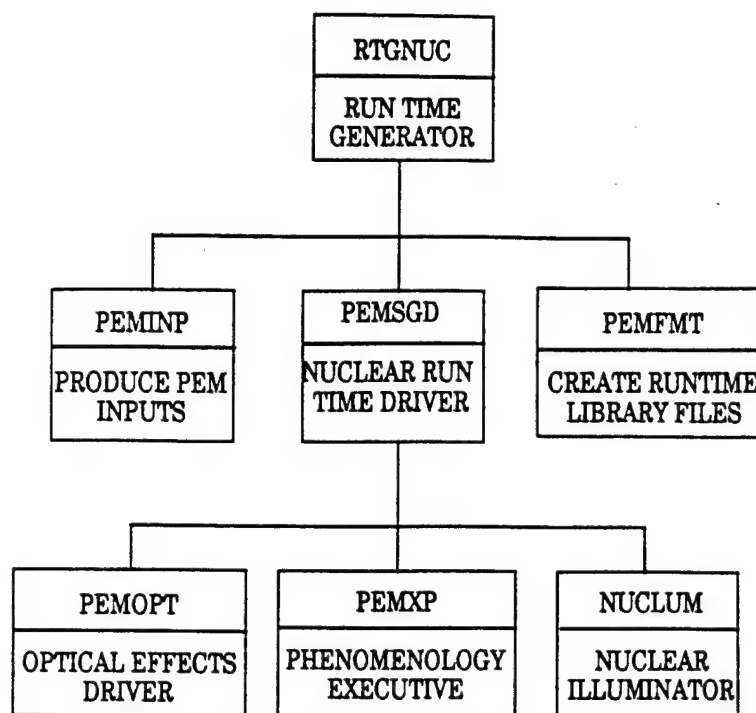 RTGNUC
RUN TIME
GENERATOR
PEMINP
PRODUCE PEM
INPUTS
PEMSGD
NUCLEAR RUN
TIME DRIVER
PEMFMT
CREATE RUNTIME
LIBRARY FILES
PEMOPT
OPTICAL EFFECTS
DRIVER
PEMXP
PHENOMENOLOGY
EXECUTIVE
NUCLUM
NUCLEAR
ILLUMINATOR